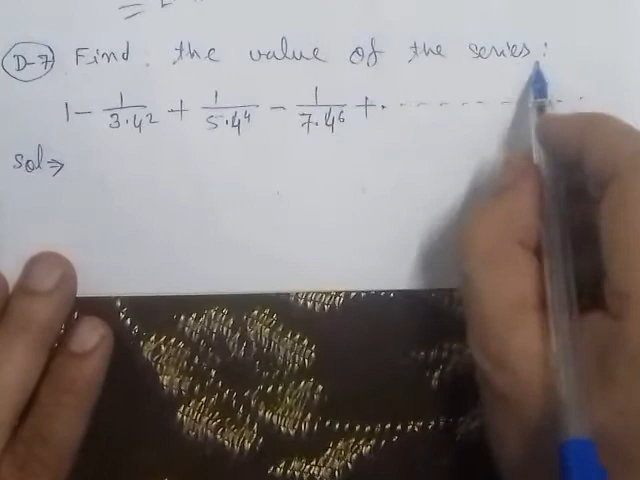 D-7 Find. the value of the series:
1 - 1/3.4² + 1/5.4⁴ - 1/7.4⁶ + ...........
Sol ⇒